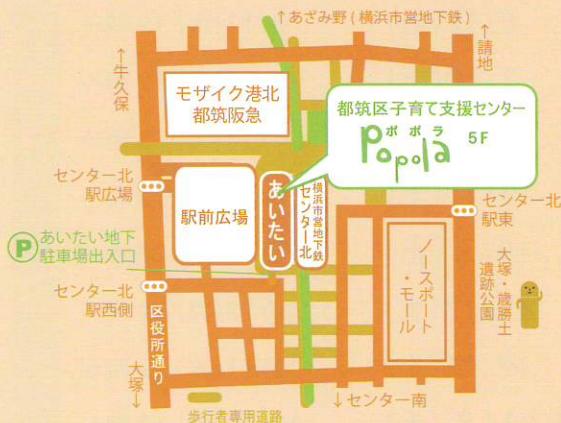 ↑あざみ野(横浜市営地下鉄)
↑牛久保
↑請地
モザイク港北
都筑阪急
都筑区子育て支援センター
ポポラ
Popola 5F
センター北
駅広場
駅前広場
あいたい
横浜市営地下鉄
センター北
センター北
駅東
P あいたい地下
駐車場出入口
センター北
駅西側
ノースポート
・モール
大塚・歳勝土
遺跡公園
区役所通り
大塚↓
↓センター南
歩行者専用道路